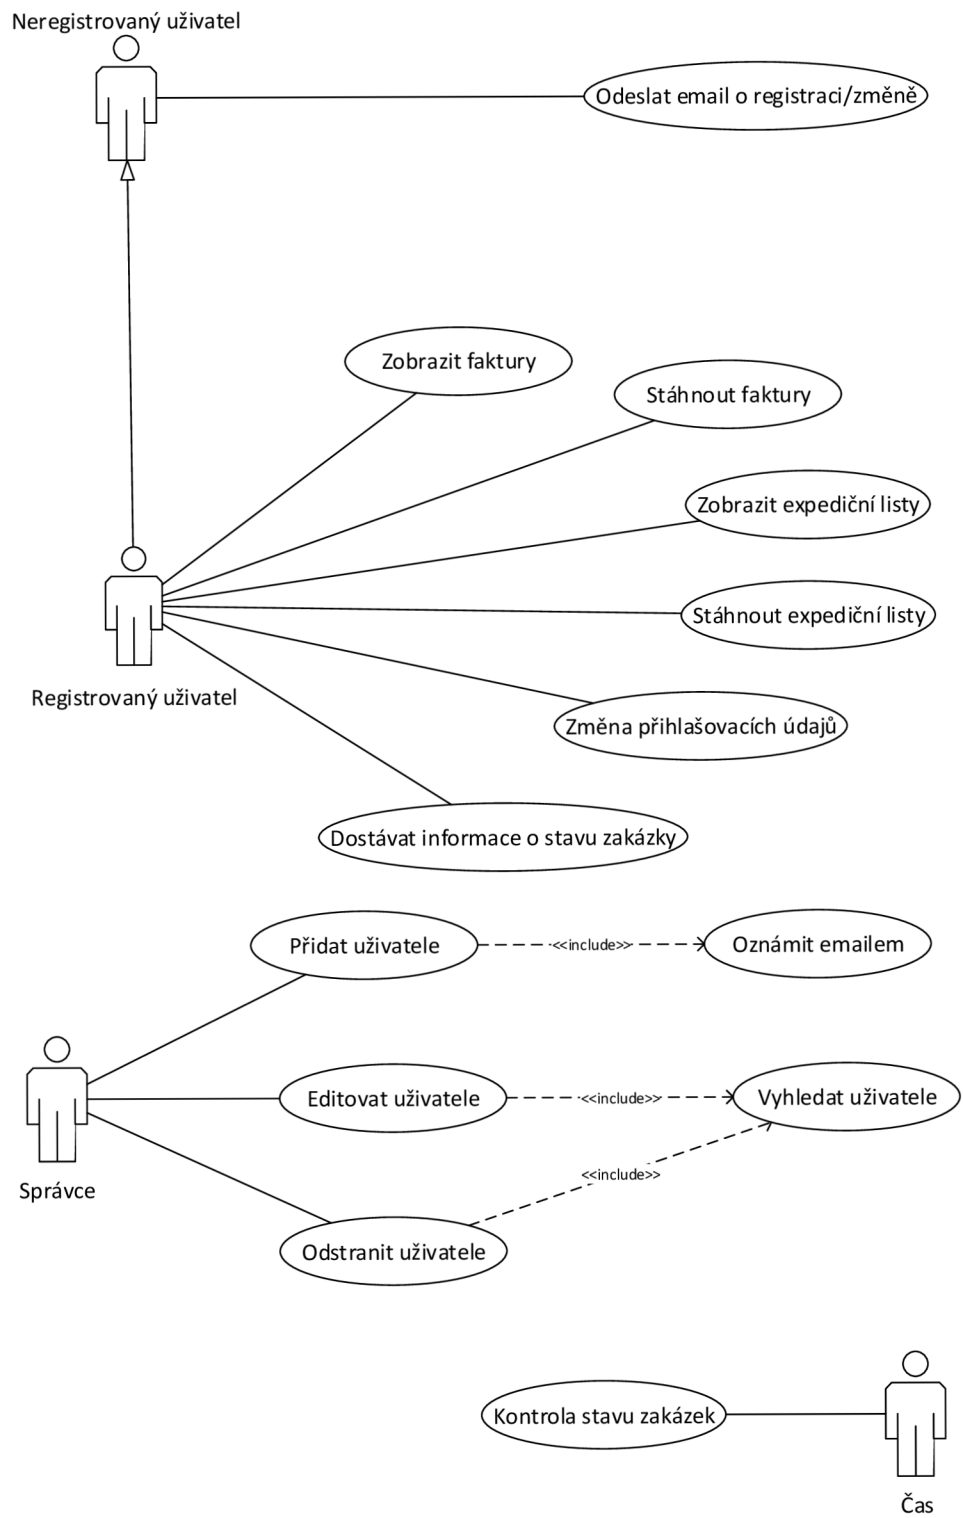 Neregistrovaný uživatel
Odeslat email o registraci/změně
Zobrazit faktury
Stáhnout faktury
Zobrazit expediční listy
Stáhnout expediční listy
Registrovaný uživatel
Změna přihlašovacích údajů
Dostávat informace o stavu zakázky
Přidat uživatele
<<include>>
Oznámit emailem
Editovat uživatele
<<include>>
Vyhledat uživatele
<<include>>
Správce
Odstranit uživatele
Kontrola stavu zakázek
Čas